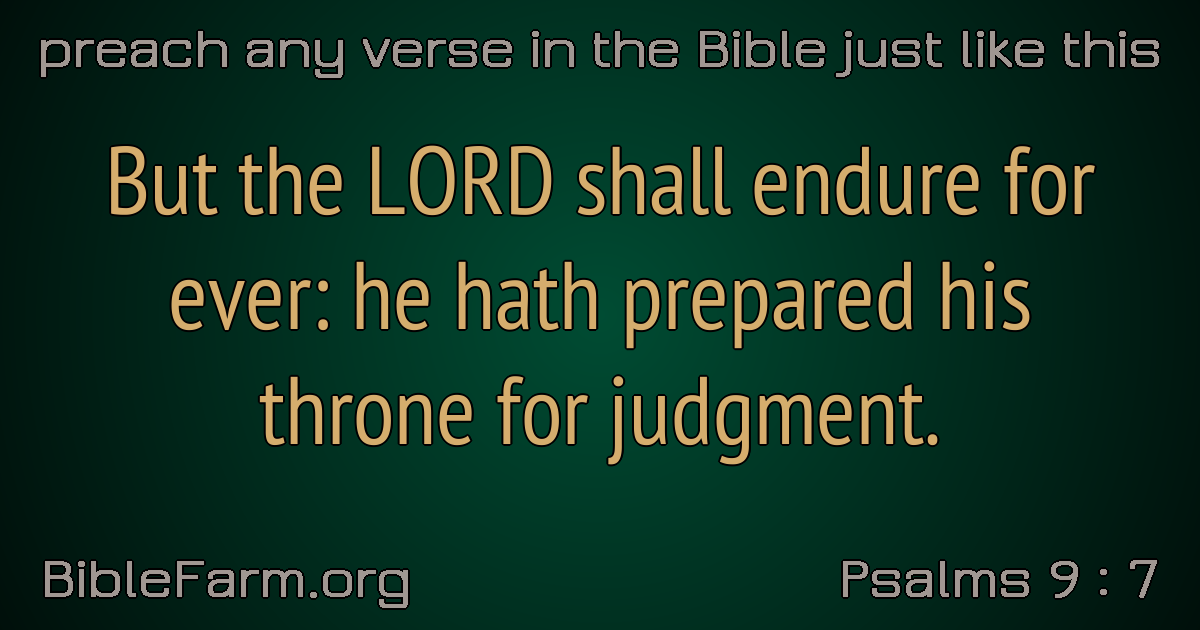 preach any verse in the Bible just like this
But the LORD shall endure for
ever: he hath prepared his
throne for judgment.
BibleFarm.org
Psalms 9 : 7